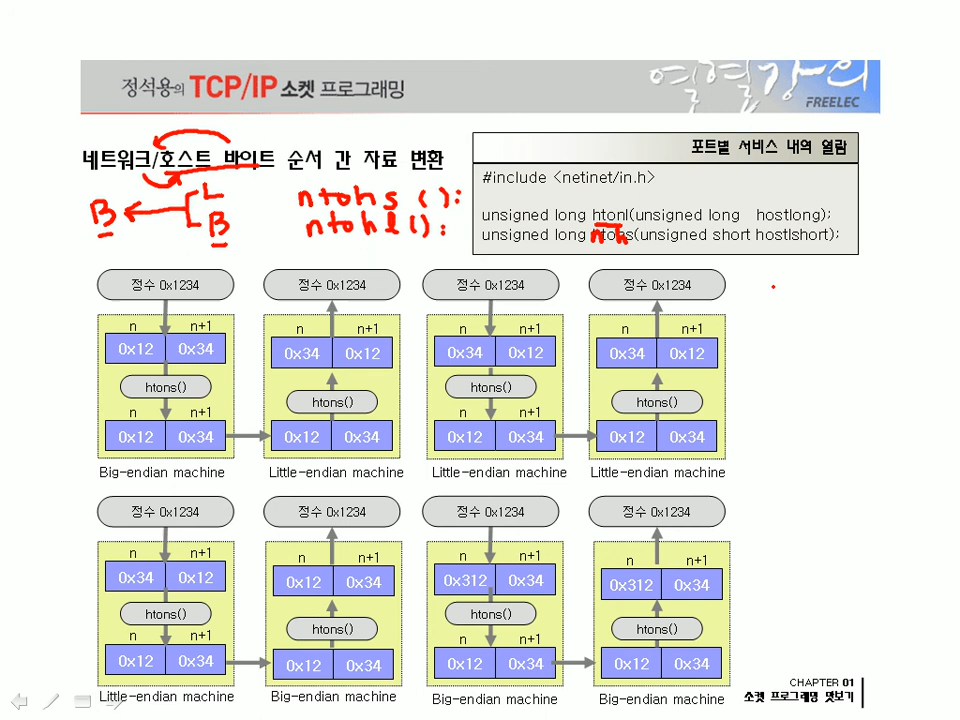 정석용의 TCP/IP 소켓 프로그래밍
열혈강의
FREELEC
네트워크/호스트 바이트 순서 간 자료 변환
B
L
B
ntohs ():
ntohl ():
포트별 서비스 내역 열람
#include <netinet/in.h>
unsigned long htonl(unsigned long hostlong);
unsigned long htons(unsigned short hostlshort);
n h
정수 0x1234 정수 0x1234 정수 0x1234 정수 0x1234
n n+1 n n+1 n n+1 n n+1
0x12 0x34 0x34 0x12 0x34 0x12 0x34 0x12
htons() htons() htons() htons()
n n+1 n n+1
0x12 0x34 0x12 0x34 0x12 0x34 0x12 0x34
Big-endian machine Little-endian machine Little-endian machine Little-endian machine
정수 0x1234 정수 0x1234 정수 0x1234 정수 0x1234
n n+1 n n+1 n n+1 n n+1
0x34 0x12 0x12 0x34 0x312 0x34 0x312 0x34
htons() htons() htons() htons()
n n+1 n n+1
0x12 0x34 0x12 0x34 0x12 0x34 0x12 0x34
Little-endian machine Big-endian machine Big-endian machine Big-endian machine
CHAPTER 01
소켓 프로그래밍 맛보기